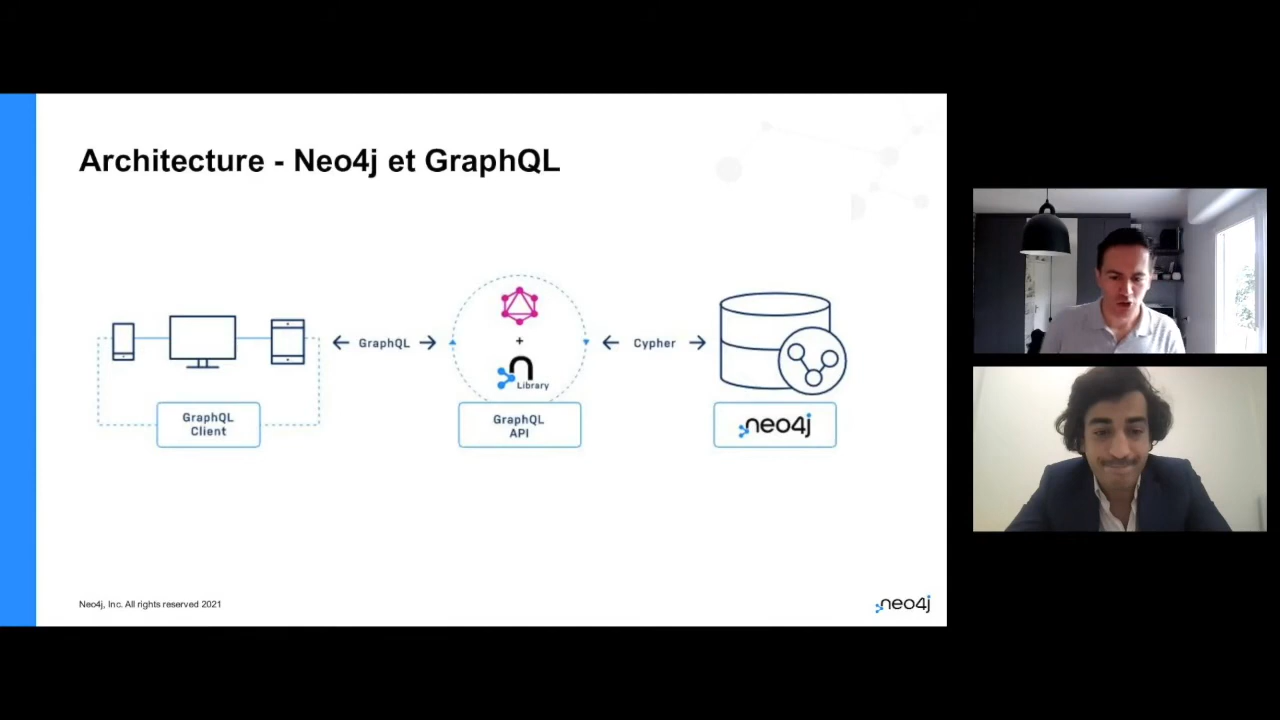 Architecture - Neo4j et GraphQL
GraphQL
+
Library
Cypher
GraphQL
Client
GraphQL
API
neo4j
Neo4j, Inc. All rights reserved 2021
neo4j